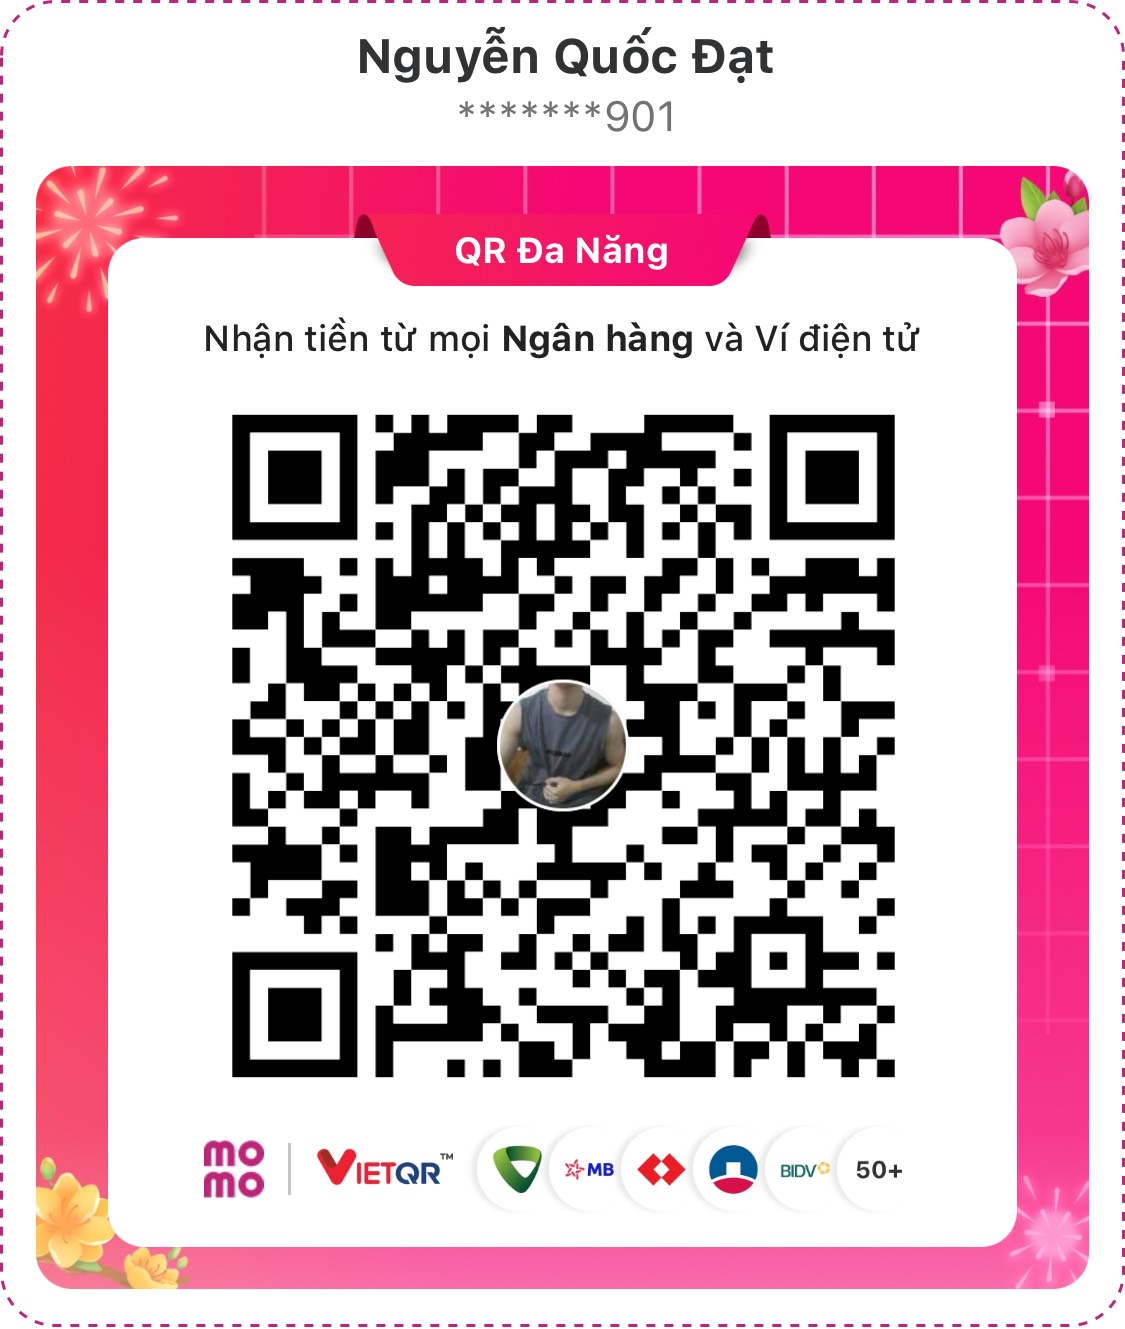 Nguyễn Quốc Đạt
*******901
QR Đa Năng
Nhận tiền từ mọi Ngân hàng và Ví điện tử
mo mo VIETQR™ MB BIDV 50+